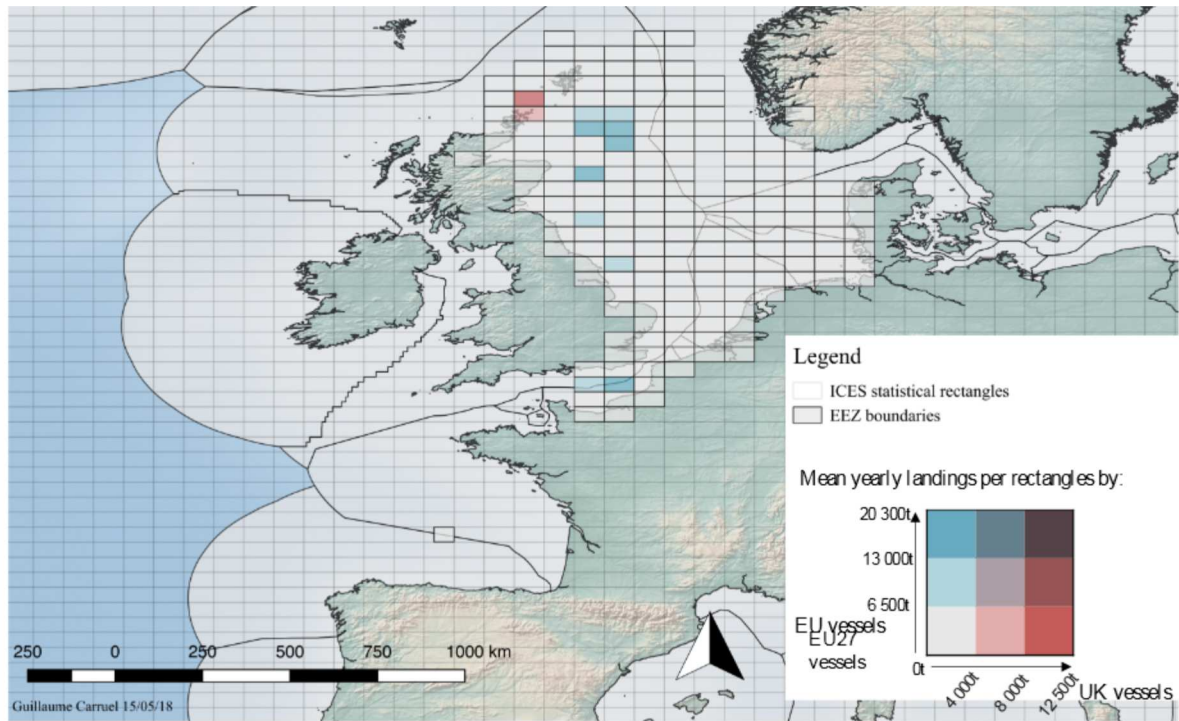 Legend
ICES statistical rectangles
EEZ boundaries
Mean yearly landings per rectangles by:
20 300t
13 000t
6 500t
EU vessels
EU27
vessels
0t
4 000t
8 000t
12 500t
UK vessels
250 0 250 500 750 1000 km
Guillaume Carruel 15/05/18